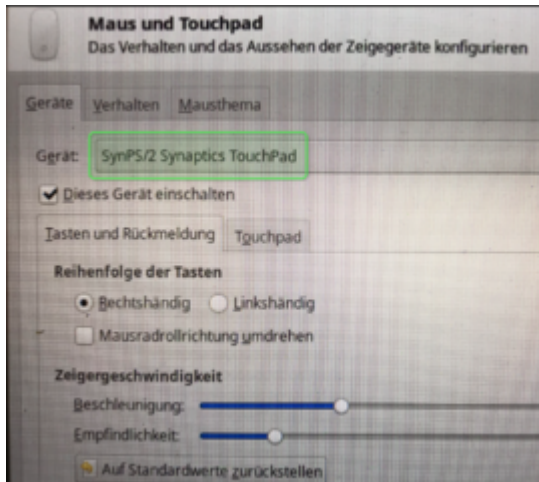 Maus und Touchpad
Das Verhalten und das Aussehen der Zeigegeräte konfigurieren
Geräte Verhalten Mausthema
Gerät: SynPS/2 Synaptics TouchPad
Dieses Gerät einschalten
Tasten und Rückmeldung Touchpad
Reihenfolge der Tasten
Rechtshändig Linkshändig
Mausradrollrichtung umdrehen
Zeigergeschwindigkeit
Beschleunigung:
Empfindlichkeit:
Auf Standardwerte zurückstellen